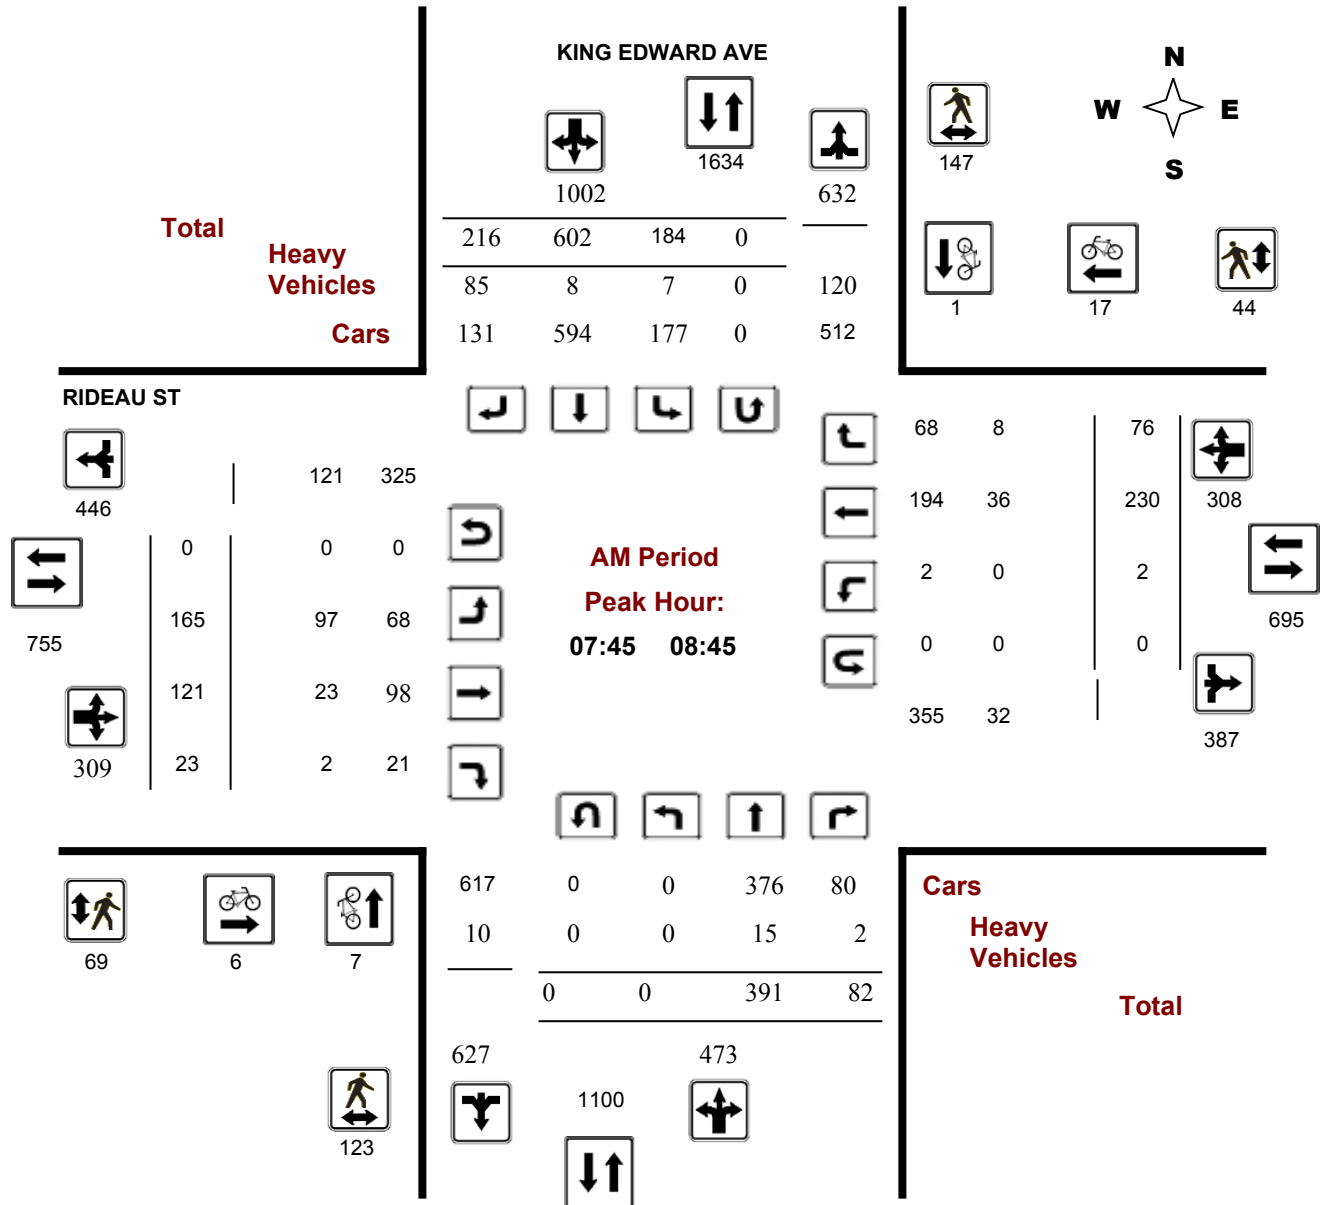 KING EDWARD AVE
N
W E
S
1634
147
1002
632
Total
216 602 184 0
Heavy
Vehicles
85 8 7 0 120
1 17 44
Cars
131 594 177 0 512
RIDEAU ST
68 8 76
121 325
446
194 36 230 308
0 0 0
AM Period
2 0 2
Peak Hour:
165 97 68
695
755
07:45 08:45
0 0 0
121 23 98
355 32
387
309 23 2 21
617 0 0 376 80
Cars
10 0 0 15 2
Heavy
Vehicles
69 6 7
0 0 391 82
Total
627 473
1100
123